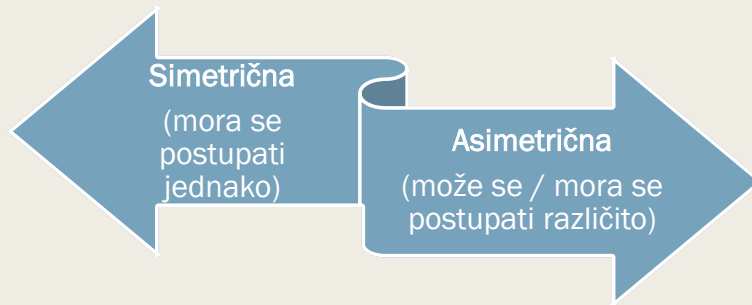 Simetrična
(mora se
postupati
jednako)
Asimetrična
(može se / mora se
postupati različito)